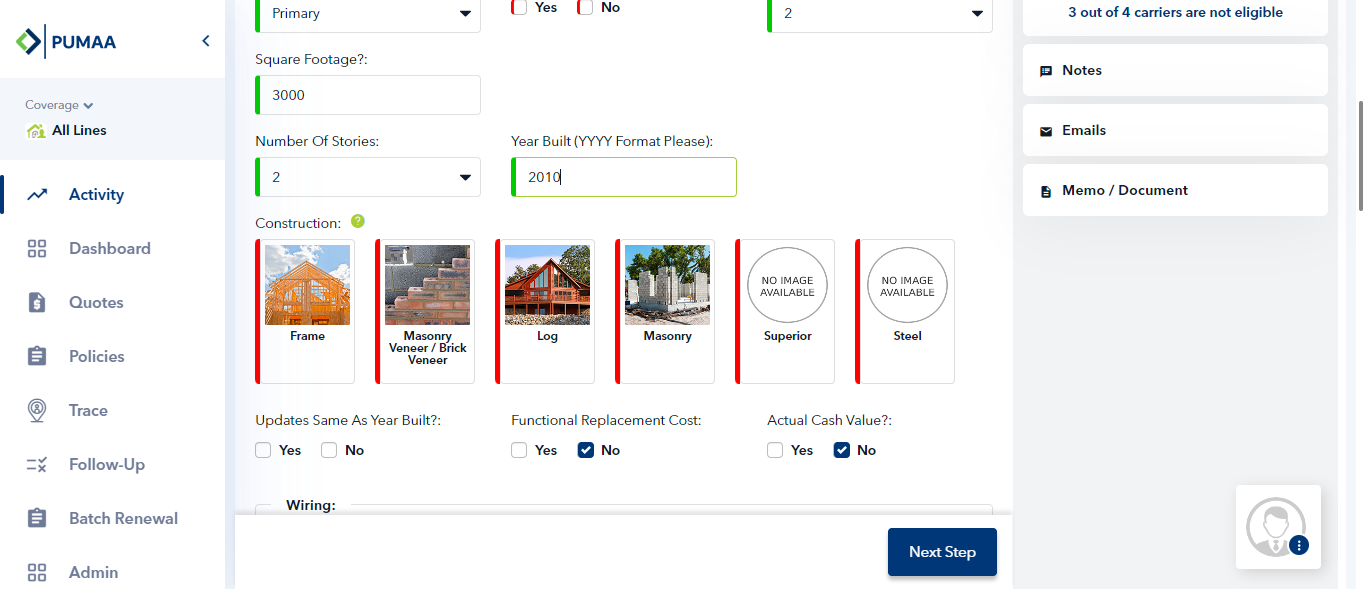 PUMAA
Coverage
All Lines
Activity
Dashboard
Quotes
Policies
Trace
Follow-Up
Batch Renewal
Admin
Primary
Yes
No
2
Square Footage?:
3000
Number Of Stories:
Year Built (YYYY Format Please):
2
2010
Construction:
?
NO IMAGE
AVAILABLE
NO IMAGE
AVAILABLE
Frame
Masonry
Veneer / Brick
Veneer
Log
Masonry
Superior
Steel
Updates Same As Year Built?:
Functional Replacement Cost:
Actual Cash Value?:
Yes
No
Yes
No
Yes
No
Wiring:
Next Step
3 out of 4 carriers are not eligible
Notes
Emails
Memo / Document